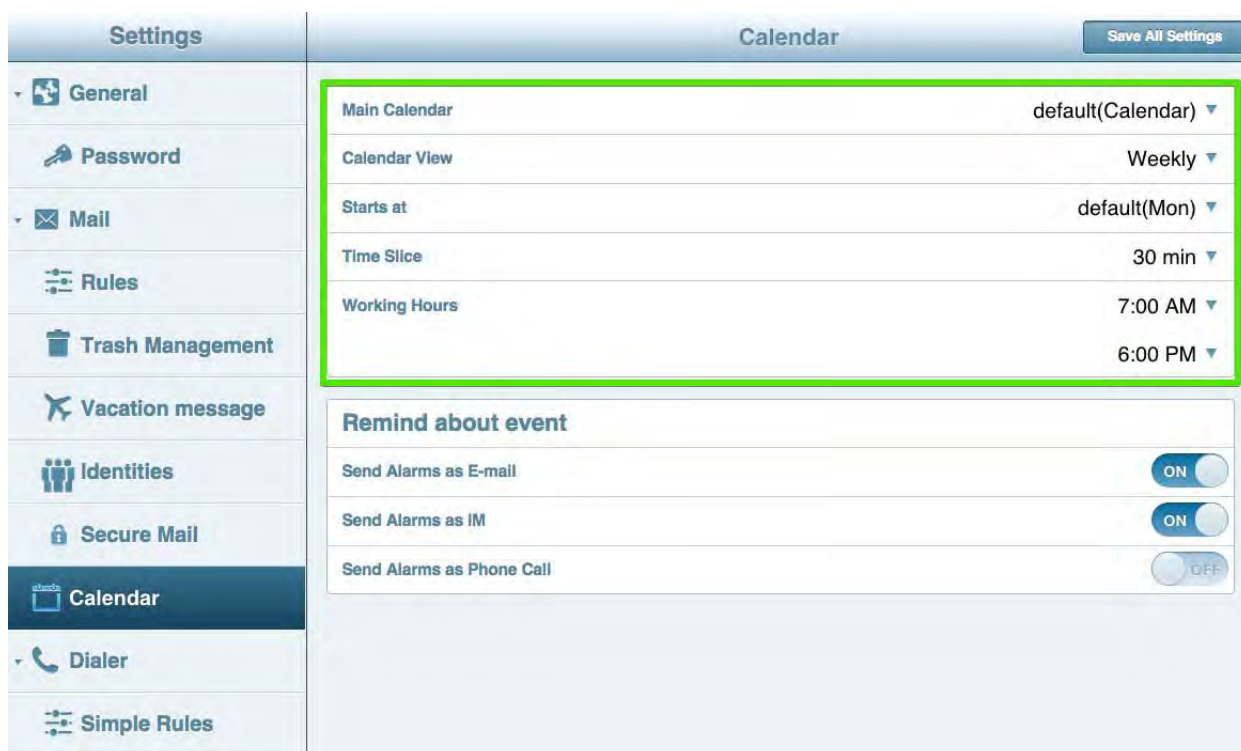 Settings
Calendar
Save All Settings
General
Password
Mail
Rules
Trash Management
Vacation message
Identities
Secure Mail
Calendar
Dialer
Simple Rules
Main Calendar default(Calendar)
Calendar View Weekly
Starts at default(Mon)
Time Slice 30 min
Working Hours 7:00 AM
6:00 PM
Remind about event
Send Alarms as E-mail ON
Send Alarms as IM ON
Send Alarms as Phone Call OFF